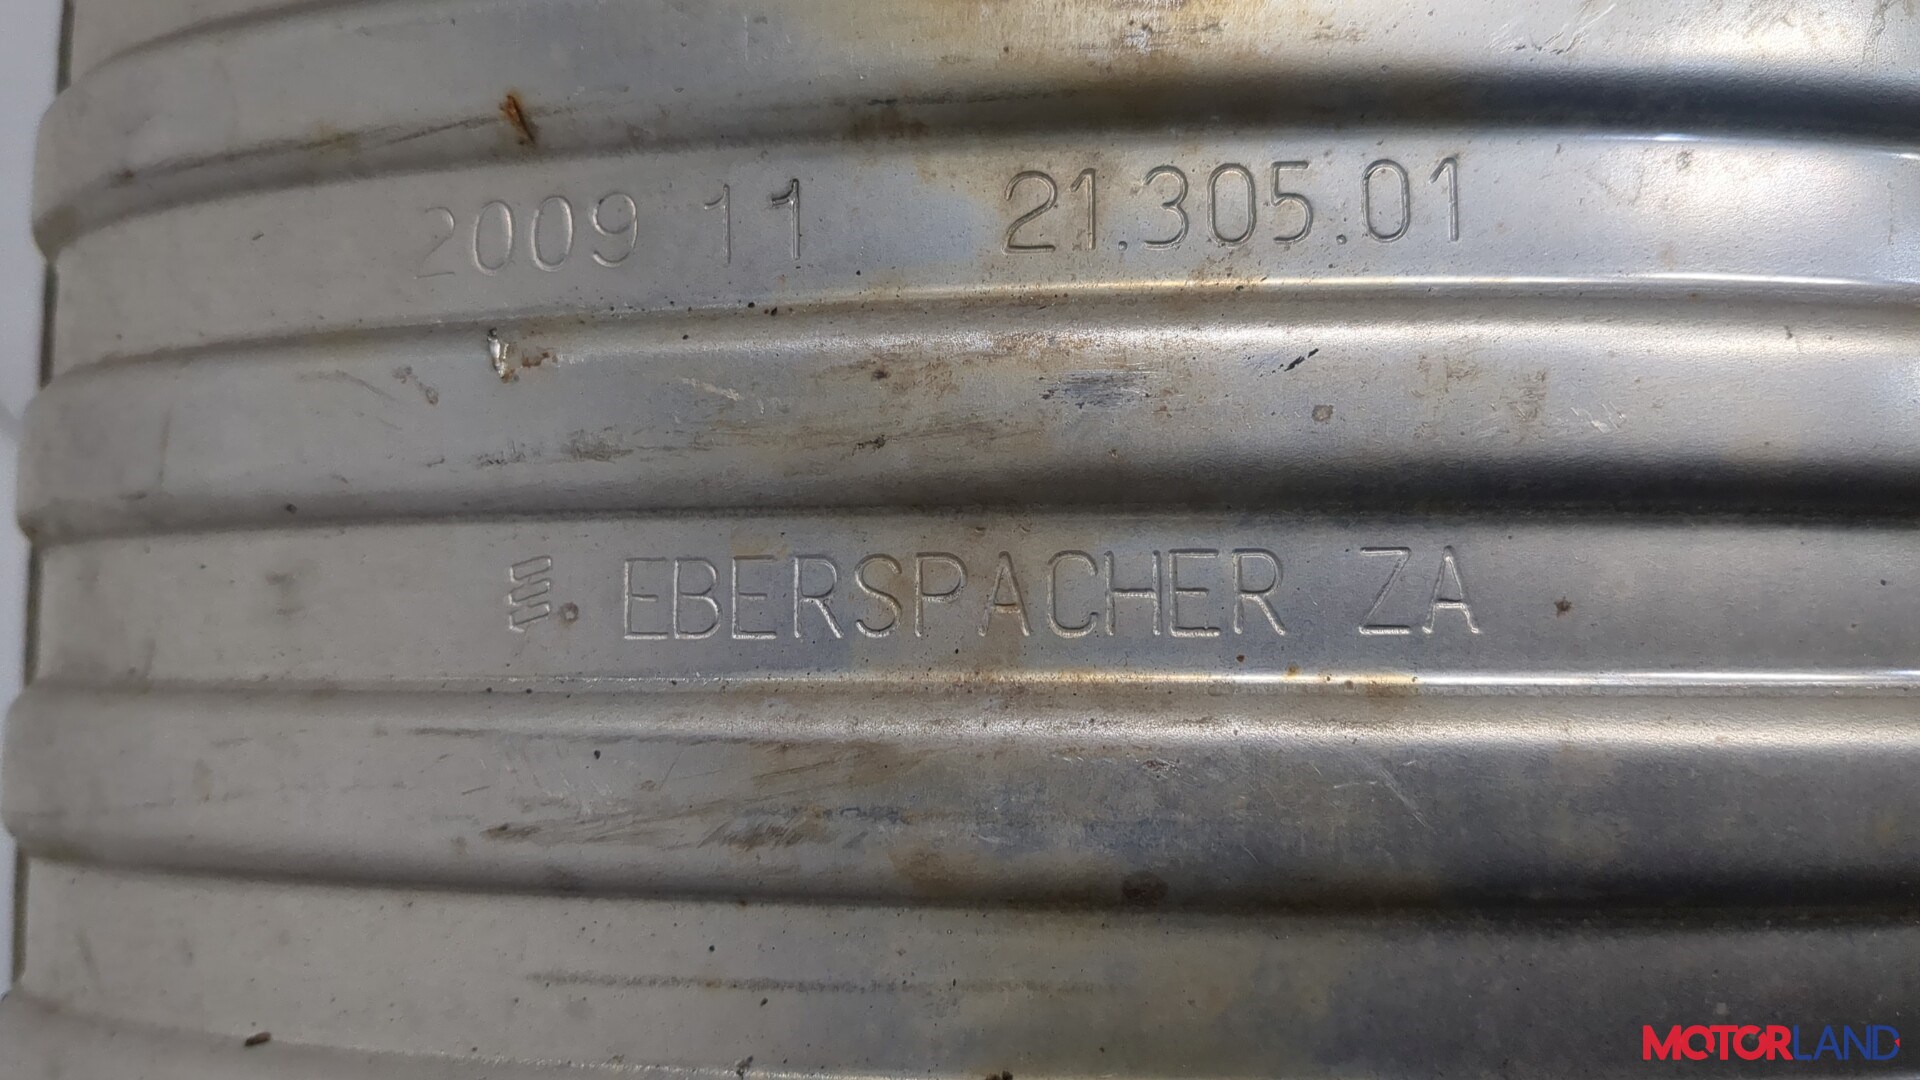 2009 11 21.305.01
EBERSPACHER ZA
MOTORLAND